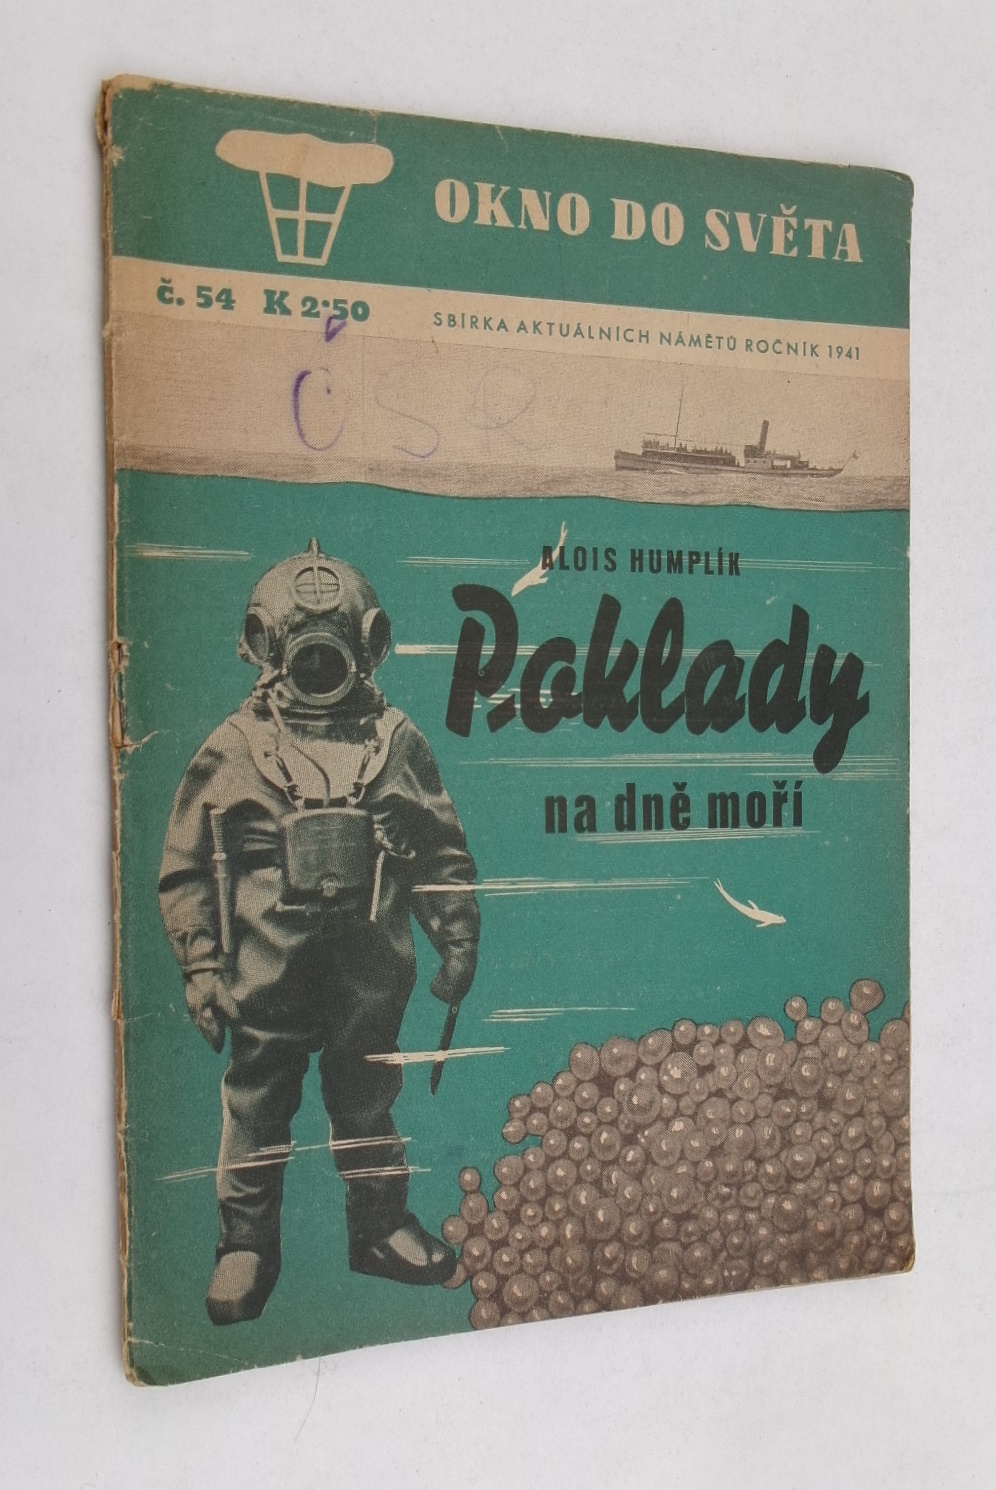 OKNO DO SVĚTA
č. 54 K 2·50
SBÍRKA AKTUÁLNÍCH NÁMĚTŮ ROČNÍK 1941
ČSR
ALOIS HUMPLÍK
Poklady
na dně moří